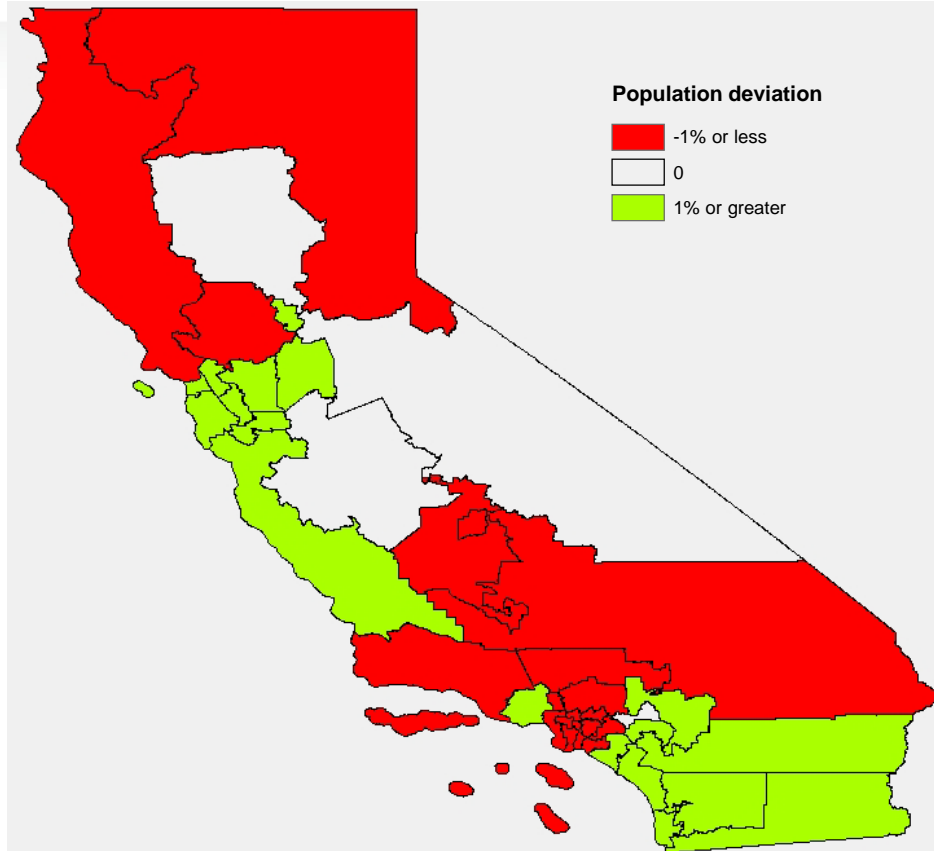 Population deviation
-1% or less
0
1% or greater